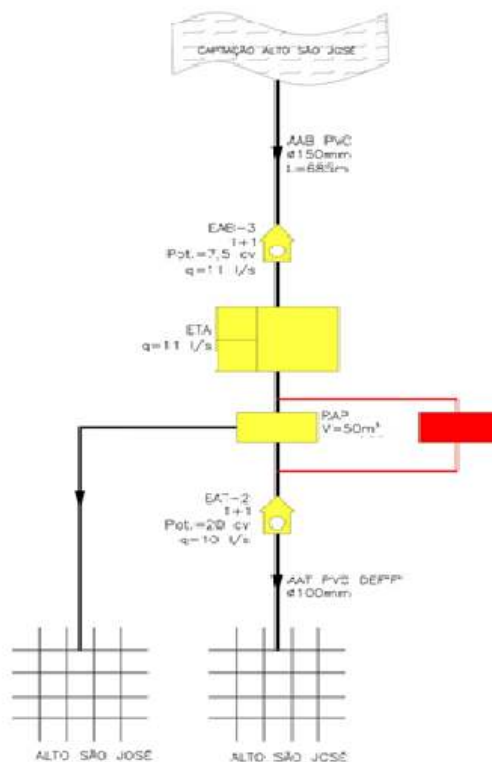 CAPTAÇÃO ALTO SÃO JOSÉ
AAB PVC
Ø150mm
L=685m
EAB-3
1+1
Pot.=7,5 cv
q=11 l/s
ETA
q=11 l/s
RAP
V=50m³
EAT-2
1+1
Pot.=20 cv
q=10 l/s
AAT PVC DEFºFº
Ø100mm
ALTO SÃO JOSÉ
ALTO SÃO JOSÉ